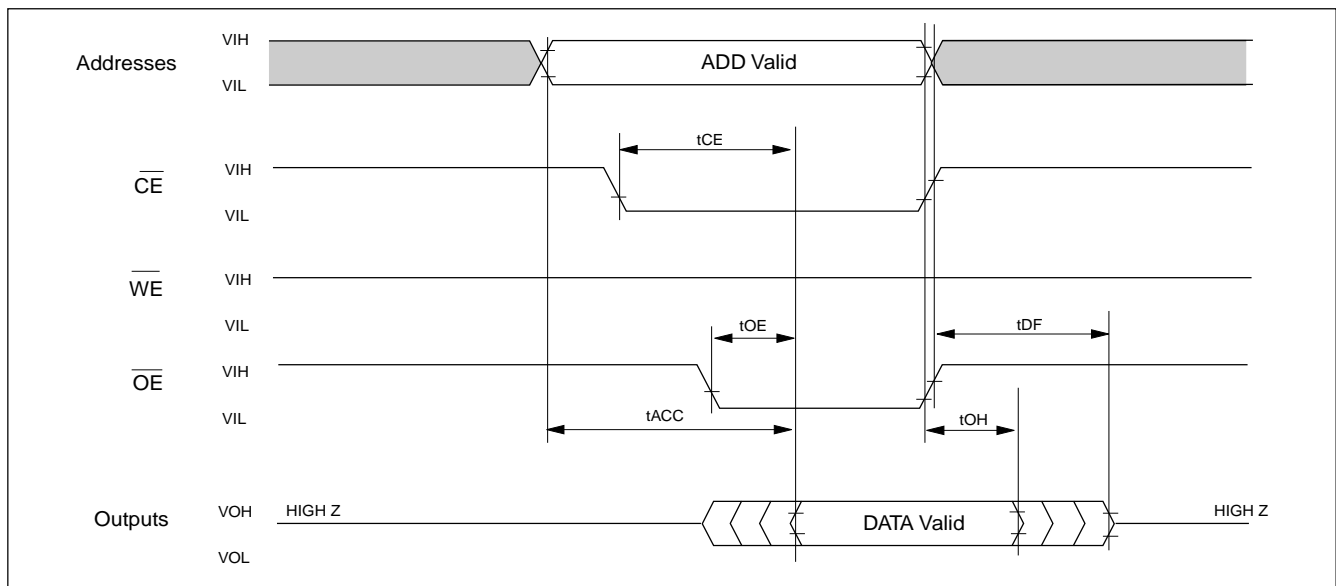 VIH
Addresses
ADD Valid
VIL
tCE
VIH
CE
VIL
VIH
WE
VIL
tOE
tDF
VIH
OE
VIL
tACC
tOH
VOH
HIGH Z
Outputs
DATA Valid
HIGH Z
VOL